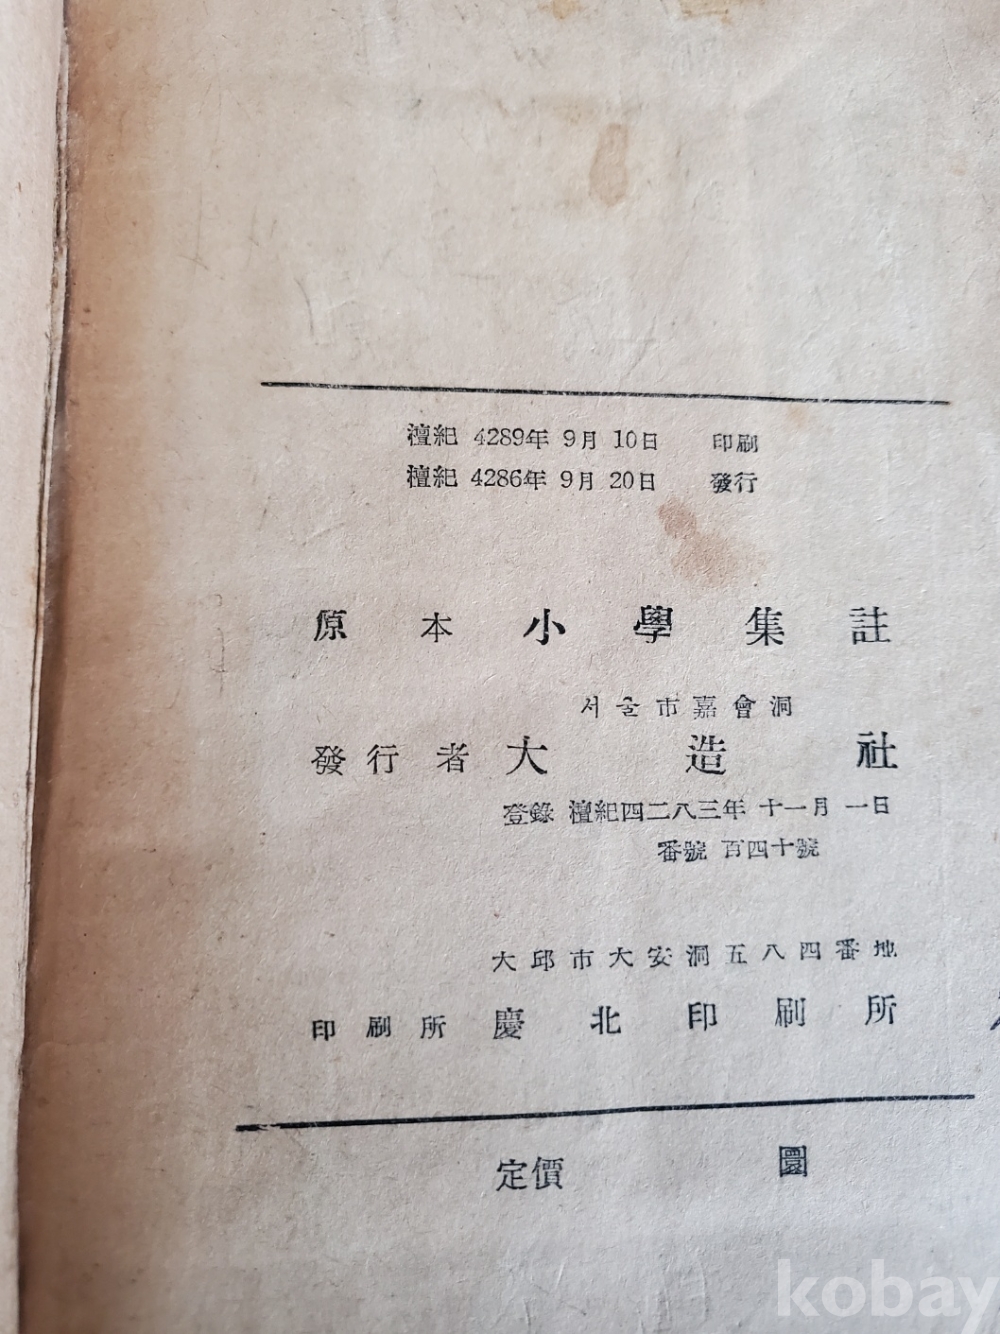 檀紀 4289年 9月 10日 印刷
檀紀 4286年 9月 20日 發行
原本小學集註
서울市嘉會洞
發行者 大造社
登錄 檀紀四二八三年 十一月 一日
番號 百四十號
大邱市大安洞五八四番地
印刷所 慶北印刷所
定價 圜
kobay